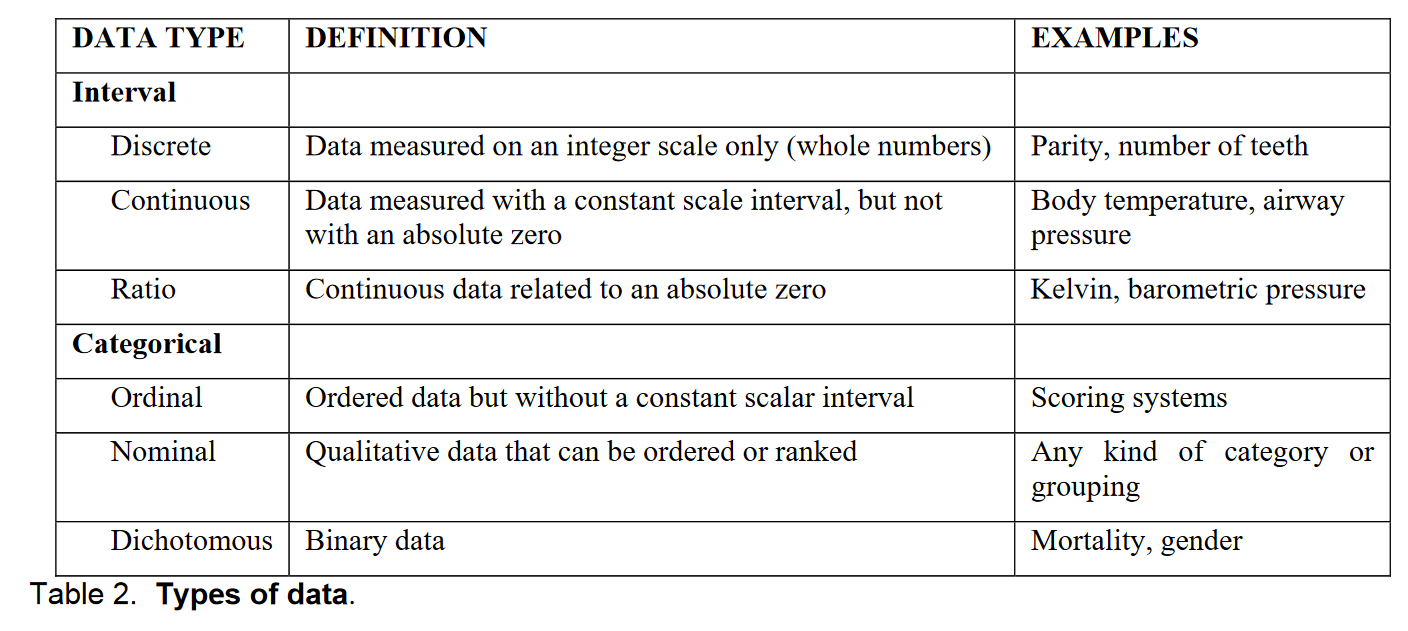 DATA TYPE DEFINITION EXAMPLES
Interval
Discrete Data measured on an integer scale only (whole numbers) Parity, number of teeth
Continuous Data measured with a constant scale interval, but not Body temperature, airway
with an absolute zero pressure
Ratio Continuous data related to an absolute zero Kelvin, barometric pressure
Categorical
Ordinal Ordered data but without a constant scalar interval Scoring systems
Nominal Qualitative data that can be ordered or ranked Any kind of category or
grouping
Dichotomous Binary data Mortality, gender
Table 2. Types of data.